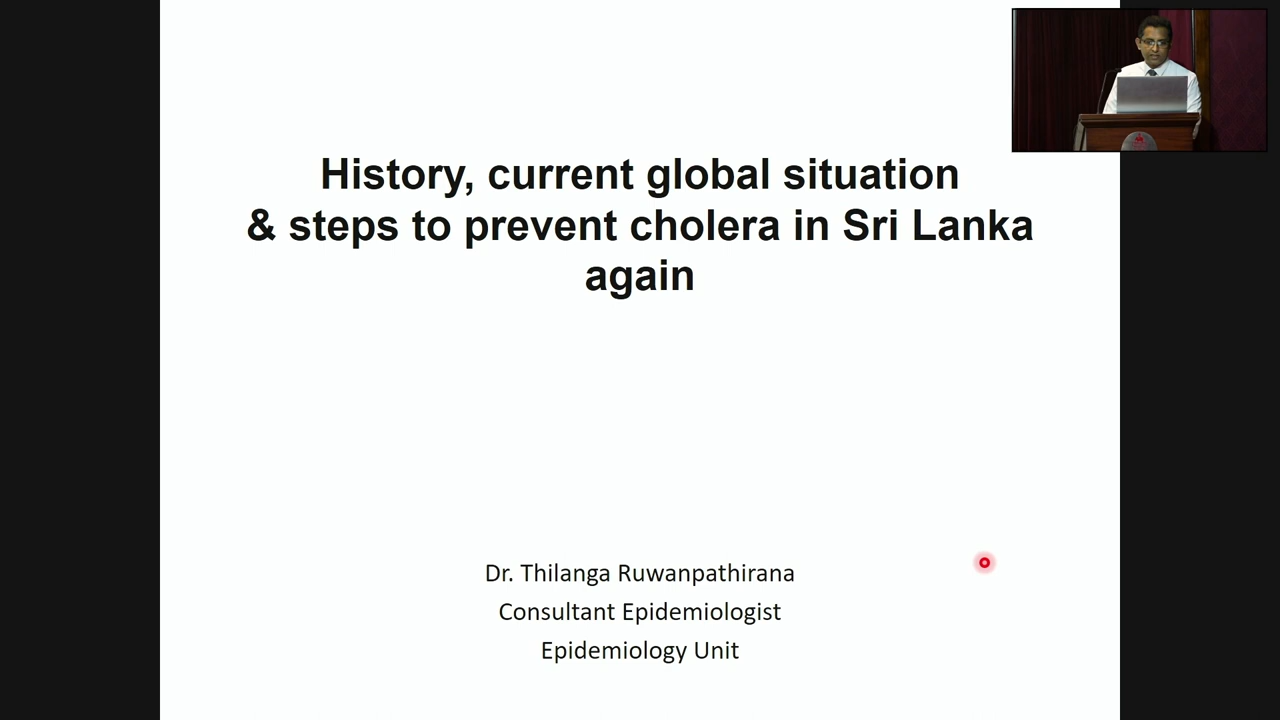 History, current global situation
& steps to prevent cholera in Sri Lanka
again
Dr. Thilanga Ruwanpathirana
Consultant Epidemiologist
Epidemiology Unit